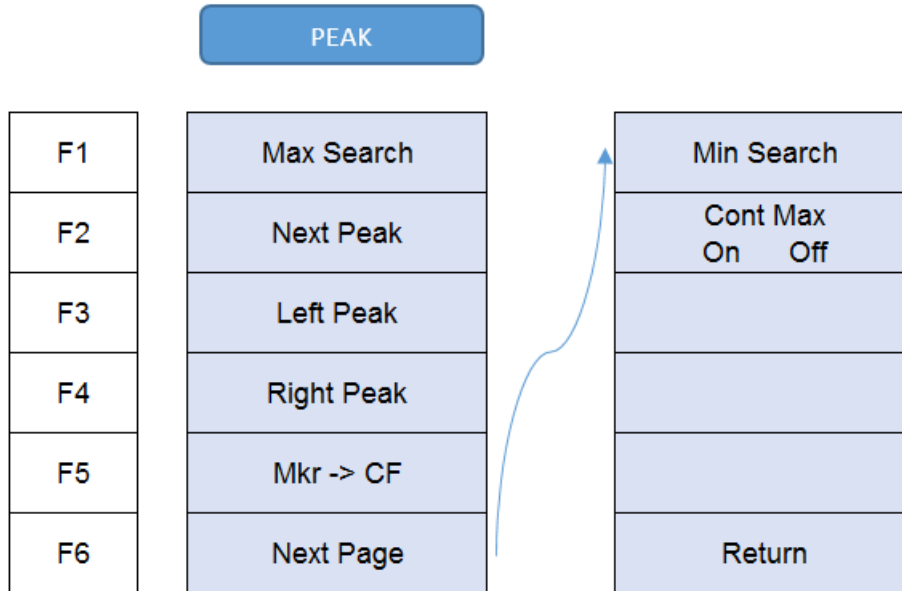 PEAK
F1 Max Search Min Search
F2 Next Peak Cont Max
On Off
F3 Left Peak
F4 Right Peak
F5 Mkr -> CF
F6 Next Page Return